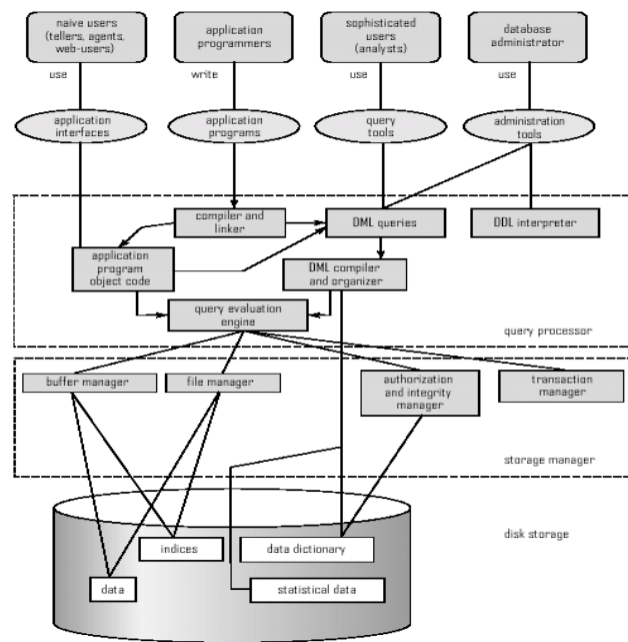 naive users
(tellers, agents,
web-users)
application
programmers
sophisticated
users
(analysts)
database
administrator
use
write
use
use
application
interfaces
application
programs
query
tools
administration
tools
compiler and
linker
DML queries
DDL interpreter
application
program
object code
DML compiler
and organizer
query evaluation
engine
query processor
buffer manager
file manager
authorization
and integrity
manager
transaction
manager
storage manager
disk storage
indices
data dictionary
data
statistical data